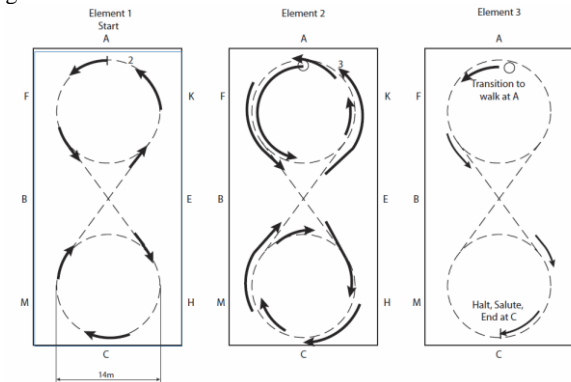 Element 1
Start
A
2
F
K
B
E
M
H
C
14m
Element 2
A
3
F
K
B
E
M
H
C
Element 3
A
Transition to
walk at A
F
B
M
Halt, Salute,
End at C
C